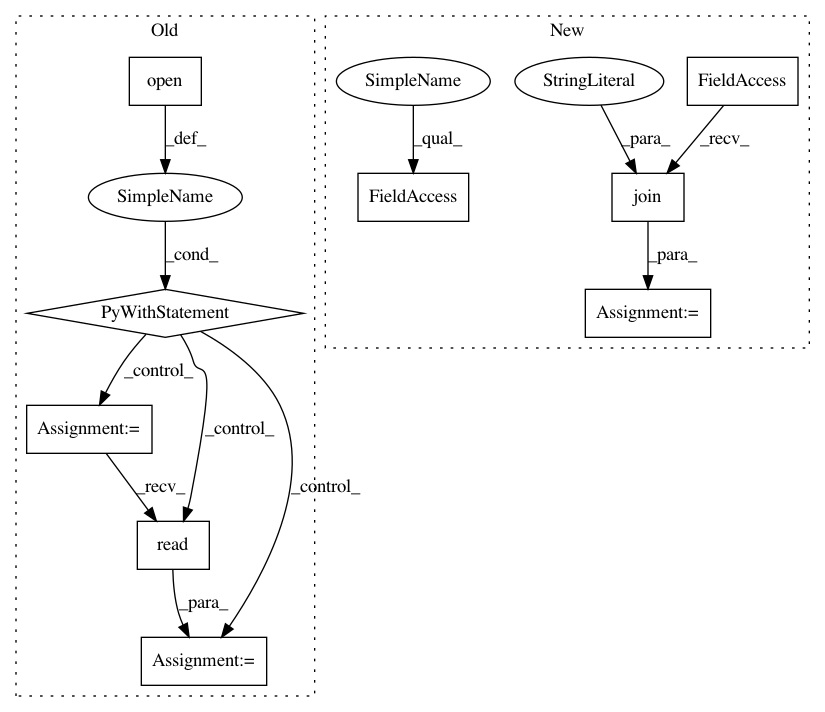 Old
New
open
SimpleName
StringLiteral
FieldAccess
_def_
_qual_
_para_
_recv_
SimpleName
FieldAccess
join
_cond_
_para_
PyWithStatement
Assignment:=
_control_
Assignment:=
_control_
_recv_
_control_
read
_para_
Assignment:=